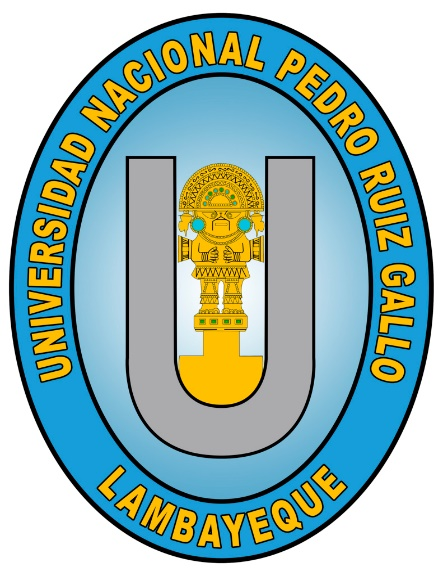 UNIVERSIDAD NACIONAL PEDRO RUIZ GALLO
U
LAMBAYEQUE